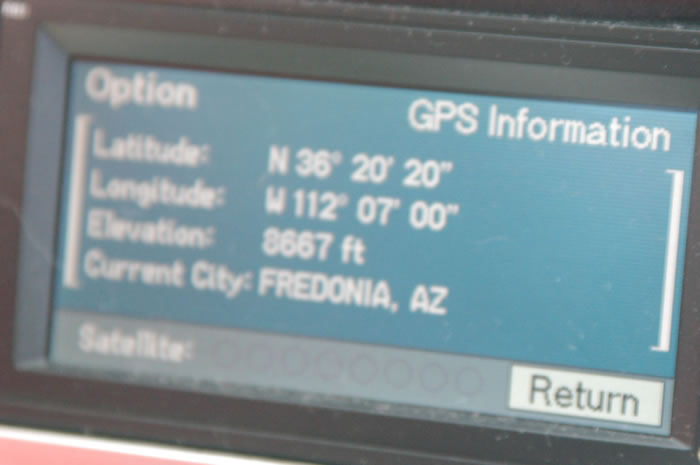 Option
GPS Information
Latitude: N 36° 20' 20"
Longitude: W 112° 07' 00"
Elevation: 8667 ft
Current City: FREDONIA, AZ
Satellite:
Return